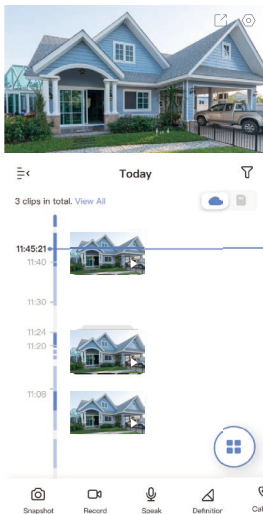 Today
3 clips in total. View All
11:45:21
11:40
11:30
11:24
11:20
11:08
Snapshot
Record
Speak
Definition
Cal